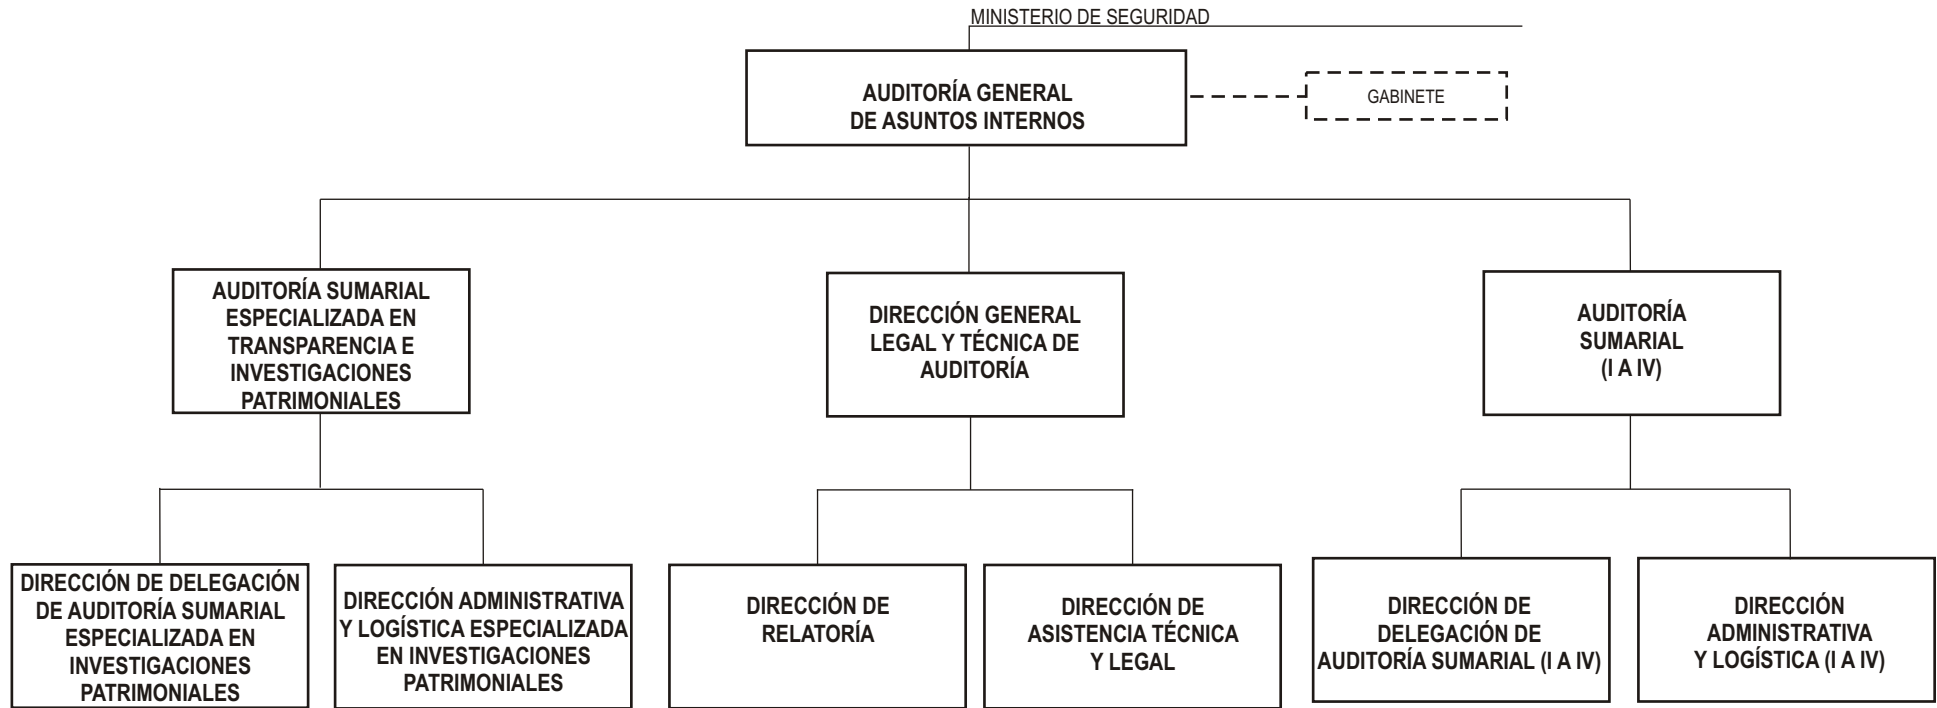 MINISTERIO DE SEGURIDAD
AUDITORÍA GENERAL
DE ASUNTOS INTERNOS
GABINETE
AUDITORÍA SUMARIAL
ESPECIALIZADA EN
TRANSPARENCIA E
INVESTIGACIONES
PATRIMONIALES
DIRECCIÓN GENERAL
LEGAL Y TÉCNICA DE
AUDITORÍA
AUDITORÍA
SUMARIAL
(I A IV)
DIRECCIÓN DE DELEGACIÓN
DE AUDITORÍA SUMARIAL
ESPECIALIZADA EN
INVESTIGACIONES
PATRIMONIALES
DIRECCIÓN ADMINISTRATIVA
Y LOGÍSTICA ESPECIALIZADA
EN INVESTIGACIONES
PATRIMONIALES
DIRECCIÓN DE
RELATORÍA
DIRECCIÓN DE
ASISTENCIA TÉCNICA
Y LEGAL
DIRECCIÓN DE
DELEGACIÓN DE
AUDITORÍA SUMARIAL (I A IV)
DIRECCIÓN
ADMINISTRATIVA
Y LOGÍSTICA (I A IV)